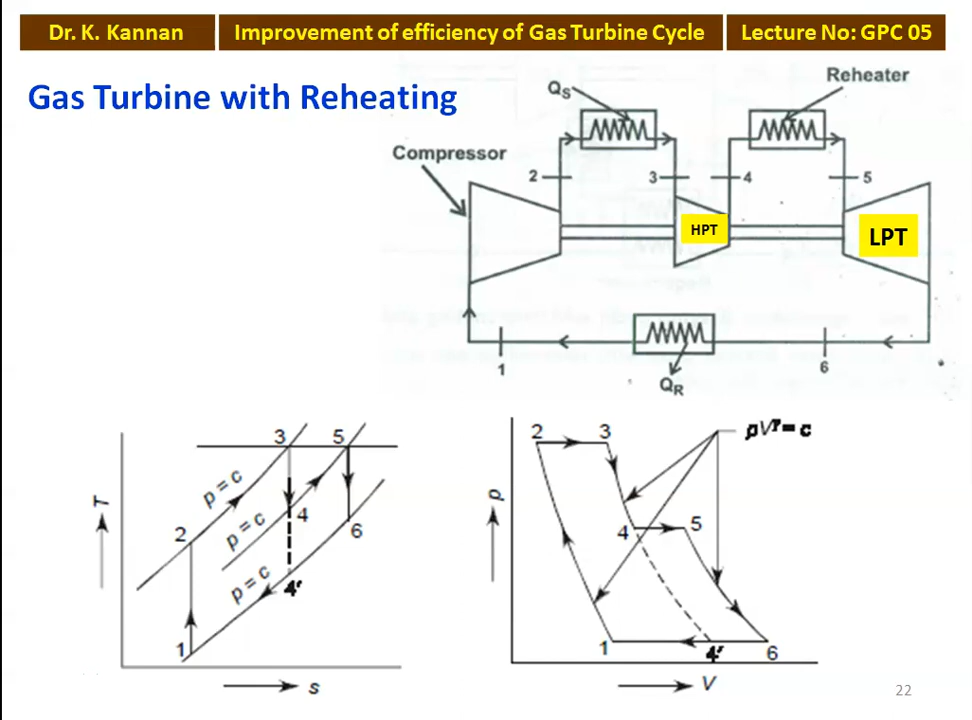 Dr. K. Kannan
Improvement of efficiency of Gas Turbine Cycle
Lecture No: GPC 05
Gas Turbine with Reheating
Reheater
Qs
Compressor
2
3
4
5
HPT
LPT
1
6
QR
T
3
5
p = c
2
p = c
4
6
p = c
4'
1
s
p
2
3
pVγ = c
4
5
1
4'
6
V
22